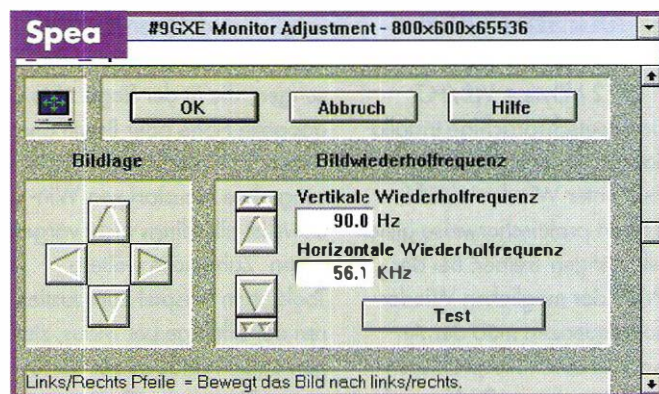 Spea
#9GXE Monitor Adjustment - 800x600x65536
OK
Abbruch
Hilfe
Bildlage
Bildwiederholfrequenz
Vertikale Wiederholfrequenz
90.0 Hz
Horizontale Wiederholfrequenz
56.1 KHz
Test
Links/Rechts Pfeile = Bewegt das Bild nach links/rechts.